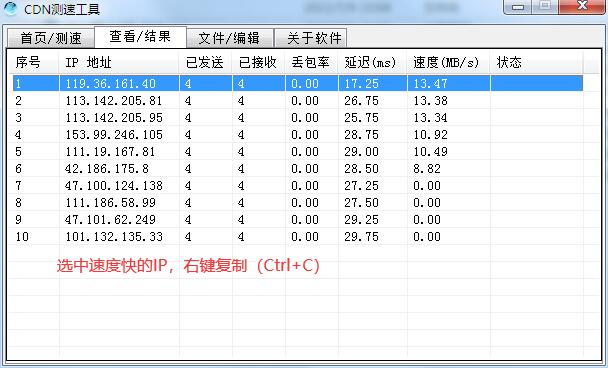 CDN测速工具
首页/测速 查看/结果 文件/编辑 关于软件
序号 IP 地址 已发送 已接收 丢包率 延迟(ms) 速度(MB/s) 状态
1 119.36.161.40 4 4 0.00 17.25 13.47
2 113.142.205.81 4 4 0.00 26.75 13.38
3 113.142.205.95 4 4 0.00 25.75 13.34
4 153.99.246.105 4 4 0.00 28.75 10.92
5 111.19.167.81 4 4 0.00 29.00 10.49
6 42.186.175.8 4 4 0.00 28.50 8.82
7 47.100.124.138 4 4 0.00 27.25 0.00
8 111.186.58.99 4 4 0.00 27.50 0.00
9 47.101.62.249 4 4 0.00 29.25 0.00
10 101.132.135.33 4 4 0.00 29.75 0.00
选中速度快的IP，右键复制（Ctrl+C）